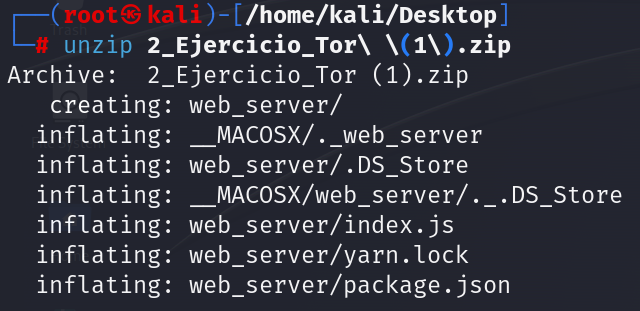 ┌──(root㉿kali)-[/home/kali/Desktop]
└─# unzip 2_Ejercicio_Tor\ \(1\).zip
Archive:  2_Ejercicio_Tor (1).zip
   creating: web_server/
  inflating: __MACOSX/._web_server
  inflating: web_server/.DS_Store
  inflating: __MACOSX/web_server/._.DS_Store
  inflating: web_server/index.js
  inflating: web_server/yarn.lock
  inflating: web_server/package.json